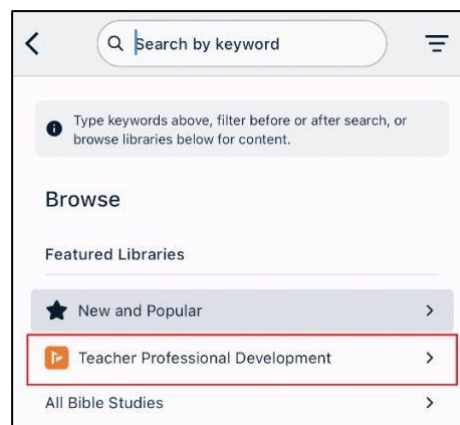 Search by keyword
Type keywords above, filter before or after search, or
browse libraries below for content.
Browse
Featured Libraries
New and Popular
Teacher Professional Development
All Bible Studies